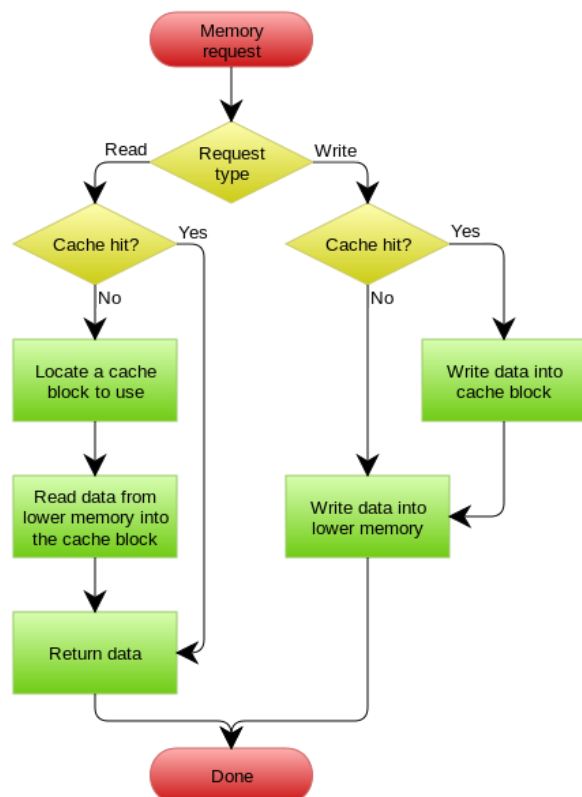 Memory
request
Read
Request
type
Write
Cache hit?
Yes
Cache hit?
Yes
No
No
Locate a cache
block to use
Write data into
cache block
Read data from
lower memory into
the cache block
Write data into
lower memory
Return data
Done